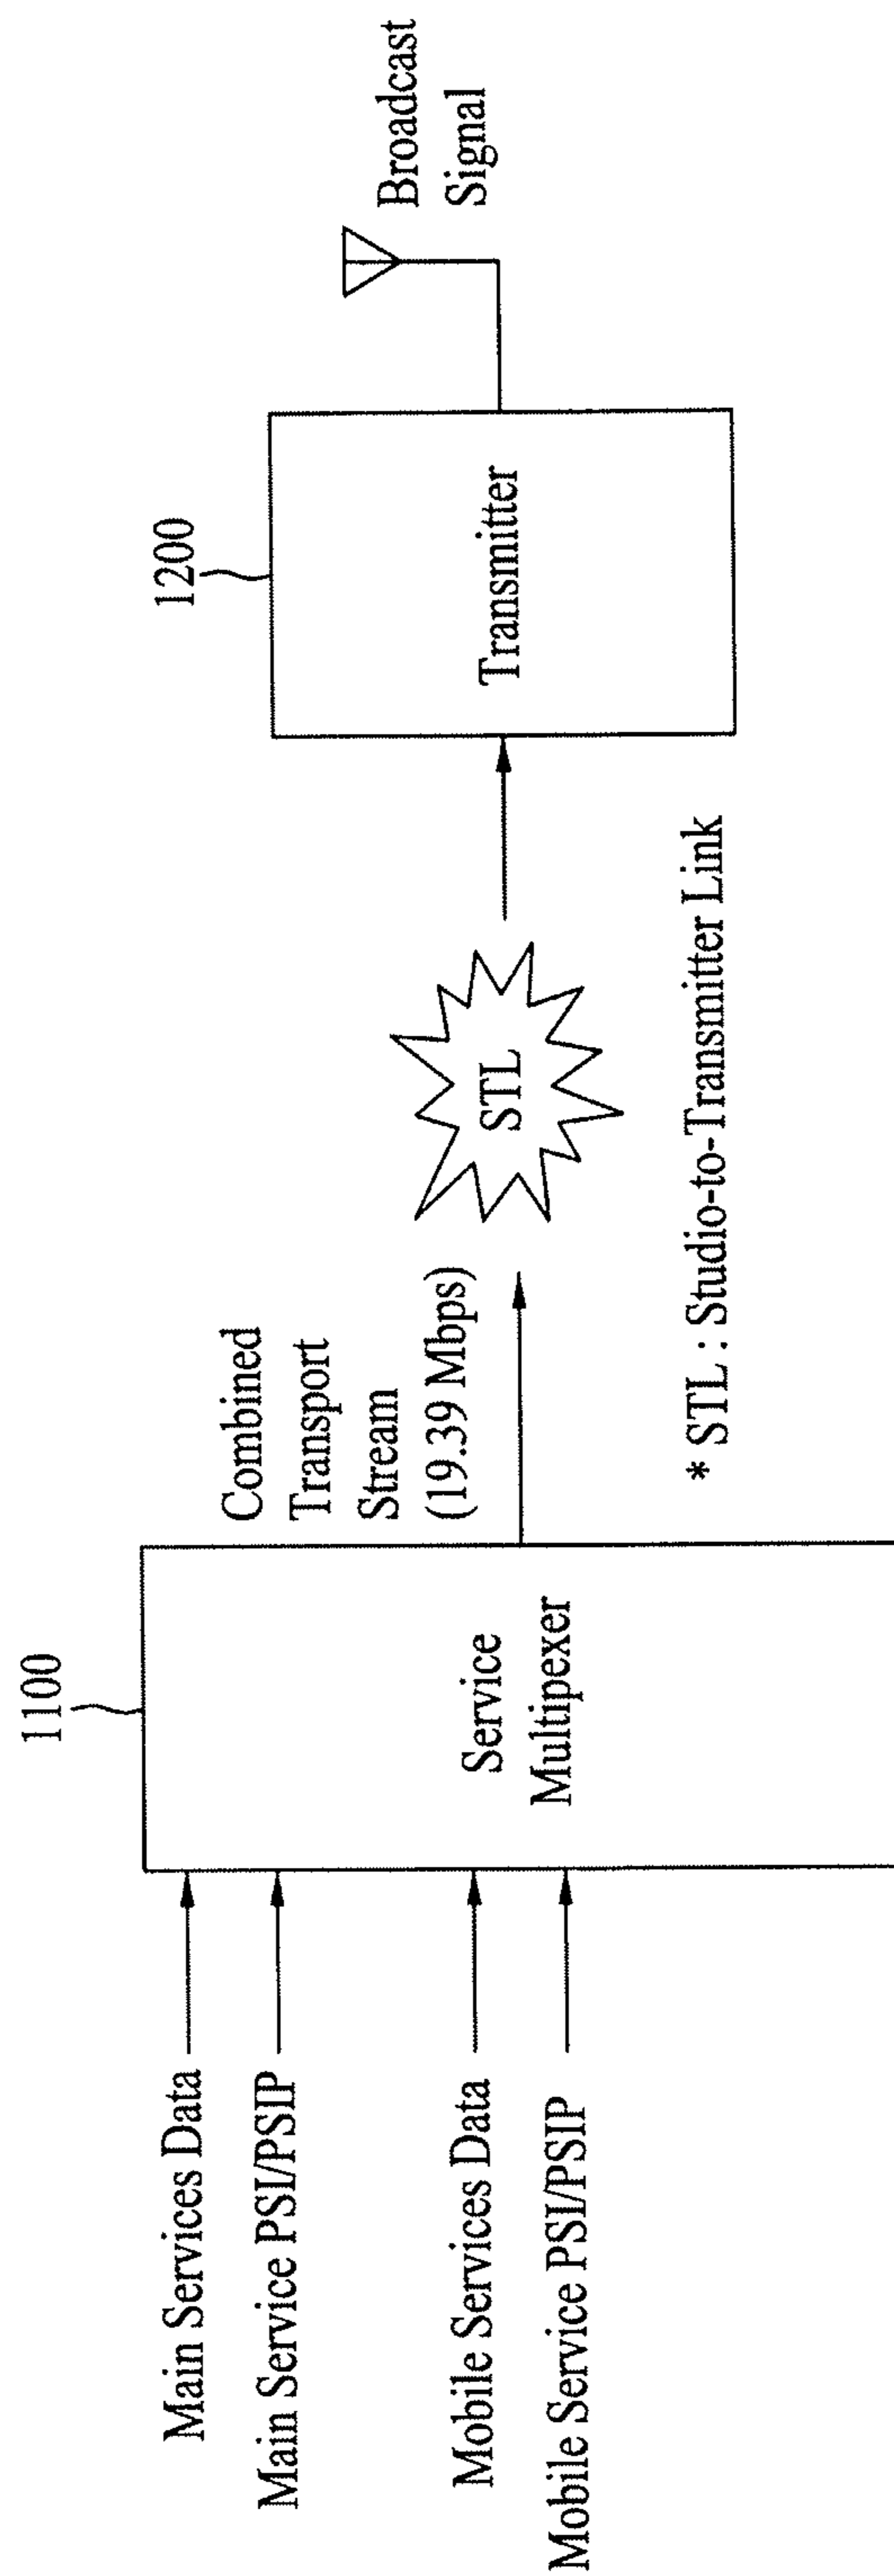 Main Services Data
Main Service PSI/PSIP
Mobile Services Data
Mobile Service PSI/PSIP
1100
Service
Multipexer
Combined
Transport
Stream
(19.39 Mbps)
STL
* STL : Studio-to-Transmitter Link
1200
Transmitter
Broadcast
Signal